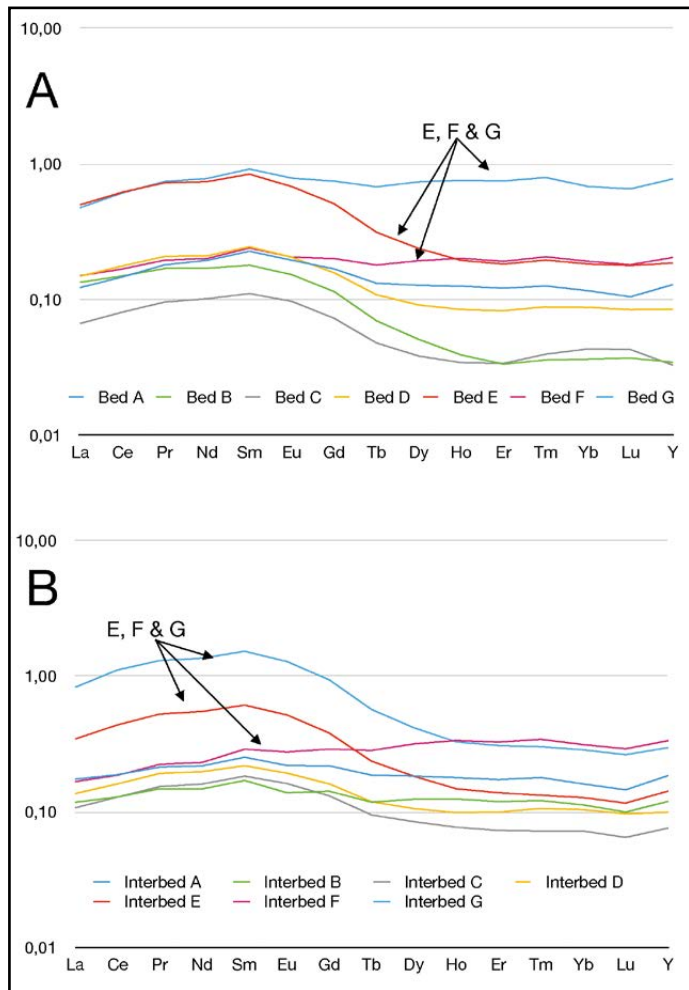 10,00
A
E, F & G
1,00
0,10
Bed A Bed B Bed C Bed D Bed E Bed F Bed G
0,01
La Ce Pr Nd Sm Eu Gd Tb Dy Ho Er Tm Yb Lu Y
10,00
B
E, F & G
1,00
0,10
Interbed A Interbed B Interbed C Interbed D
Interbed E Interbed F Interbed G
0,01
La Ce Pr Nd Sm Eu Gd Tb Dy Ho Er Tm Yb Lu Y